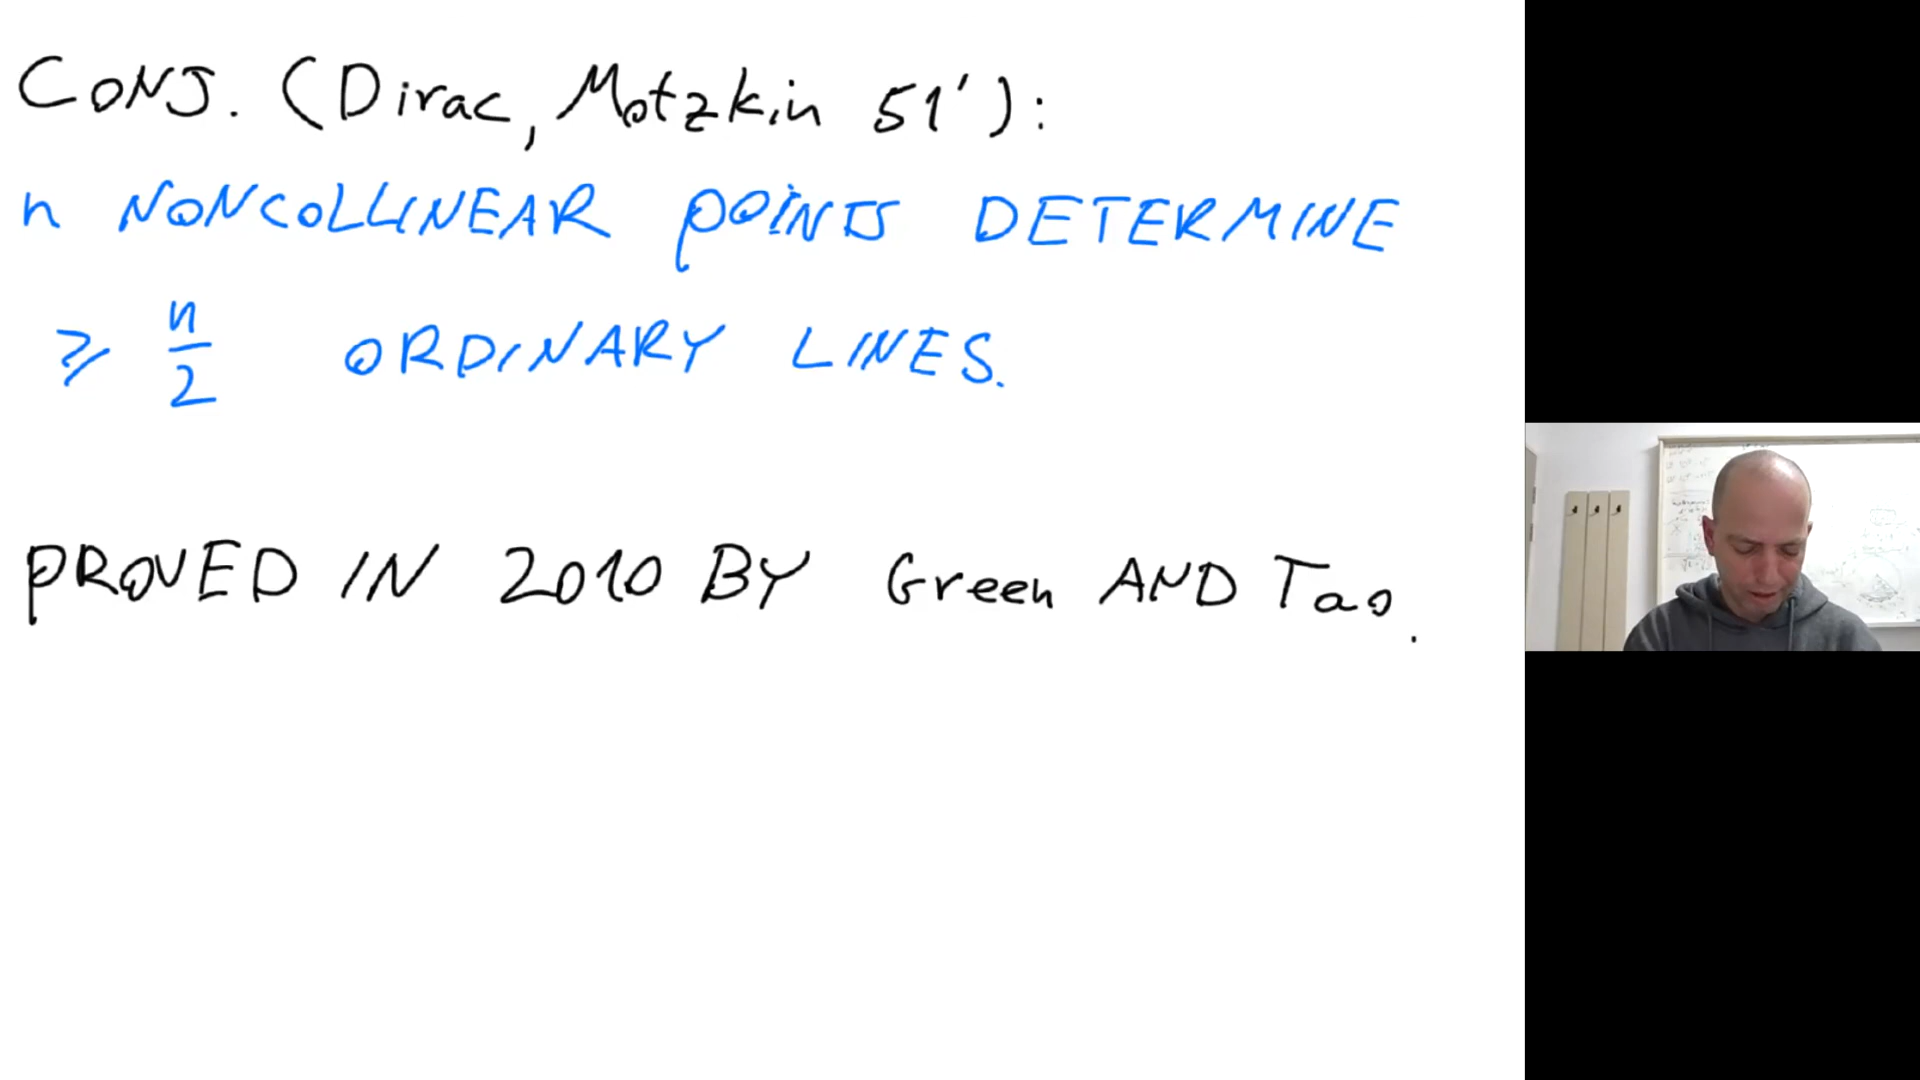 CONJ. (Dirac, Motzkin 51'):
n NONCOLLINEAR POINTS DETERMINE
≥ n/2 ORDINARY LINES.
PROVED IN 2010 BY Green AND Tao.